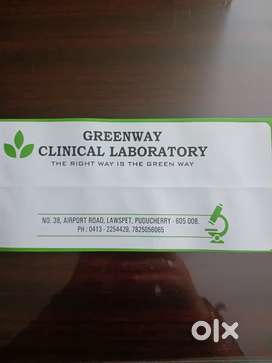 GREENWAY
CLINICAL LABORATORY
THE RIGHT WAY IS THE GREEN WAY
NO. 38, AIRPORT ROAD, LAWSPET, PUDUCHERRY - 605 008.
PH : 0413 - 2254429, 7825056065
olx